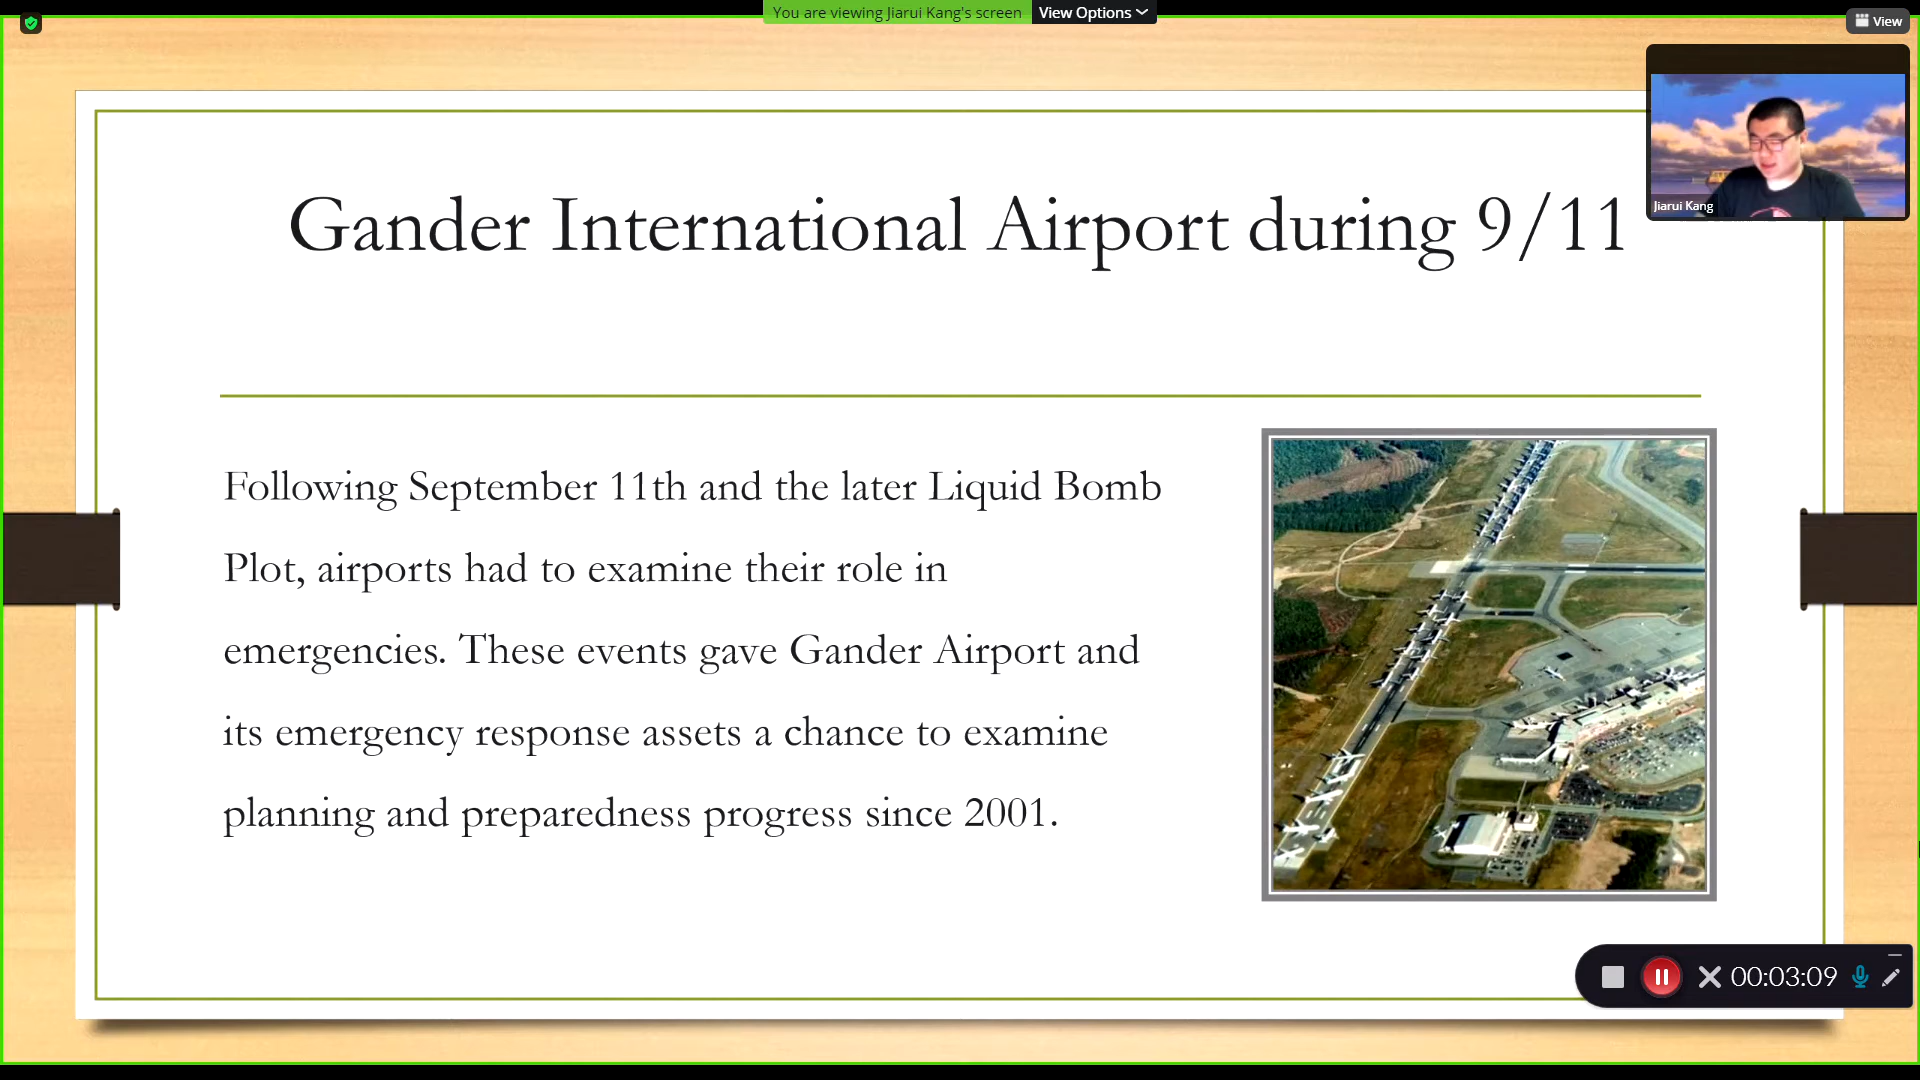 You are viewing Jiarui Kang's screen
View Options
View
Jiarui Kang
Gander International Airport during 9/11
Following September 11th and the later Liquid Bomb
Plot, airports had to examine their role in
emergencies. These events gave Gander Airport and
its emergency response assets a chance to examine
planning and preparedness progress since 2001.
00:03:09